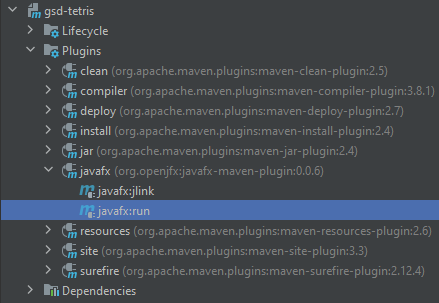 gsd-tetris
Lifecycle
Plugins
clean (org.apache.maven.plugins:maven-clean-plugin:2.5)
compiler (org.apache.maven.plugins:maven-compiler-plugin:3.8.1)
deploy (org.apache.maven.plugins:maven-deploy-plugin:2.7)
install (org.apache.maven.plugins:maven-install-plugin:2.4)
jar (org.apache.maven.plugins:maven-jar-plugin:2.4)
javafx (org.openjfx:javafx-maven-plugin:0.0.6)
javafx:jlink
javafx:run
resources (org.apache.maven.plugins:maven-resources-plugin:2.6)
site (org.apache.maven.plugins:maven-site-plugin:3.3)
surefire (org.apache.maven.plugins:maven-surefire-plugin:2.12.4)
Dependencies